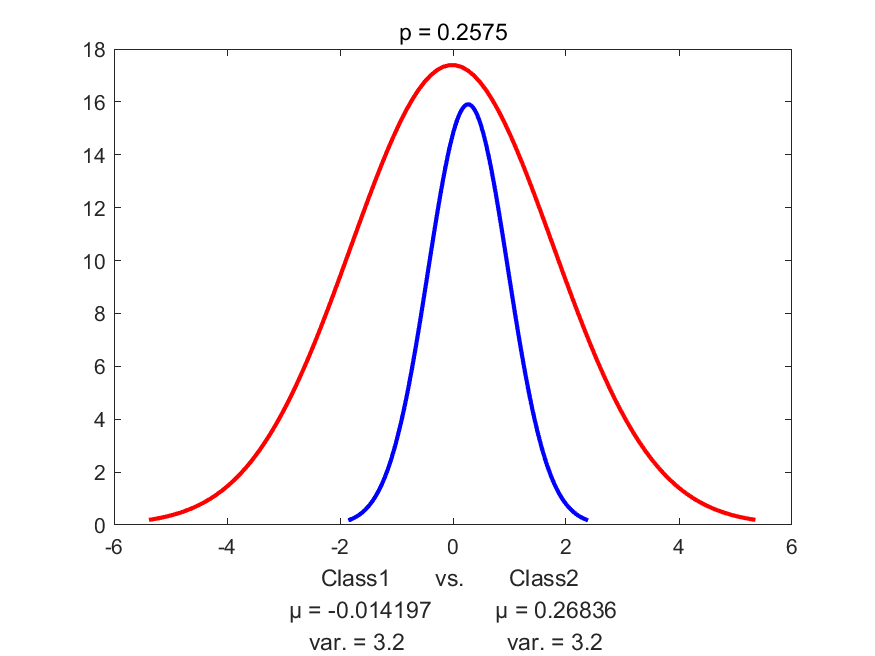 p = 0.2575
18
16
14
12
10
8
6
4
2
0
-6 -4 -2 0 2 4 6
Class1 vs. Class2
μ = -0.014197 μ = 0.26836
var. = 3.2 var. = 3.2